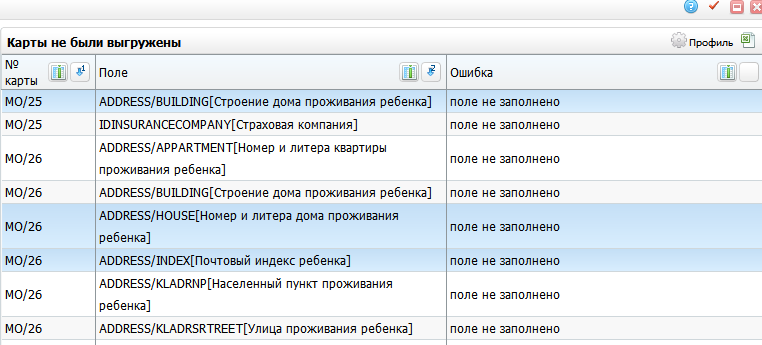 Карты не были выгружены
Профиль
№ карты Поле Ошибка
МО/25 ADDRESS/BUILDING[Строение дома проживания ребенка] поле не заполнено
МО/25 IDINSURANCECOMPANY[Страховая компания] поле не заполнено
МО/26 ADDRESS/APPARTMENT[Номер и литера квартиры
проживания ребенка] поле не заполнено
МО/26 ADDRESS/BUILDING[Строение дома проживания ребенка] поле не заполнено
МО/26 ADDRESS/HOUSE[Номер и литера дома проживания
ребенка] поле не заполнено
МО/26 ADDRESS/INDEX[Почтовый индекс ребенка] поле не заполнено
МО/26 ADDRESS/KLADRNP[Населенный пункт проживания
ребенка] поле не заполнено
МО/26 ADDRESS/KLADRSRTREET[Улица проживания ребенка] поле не заполнено